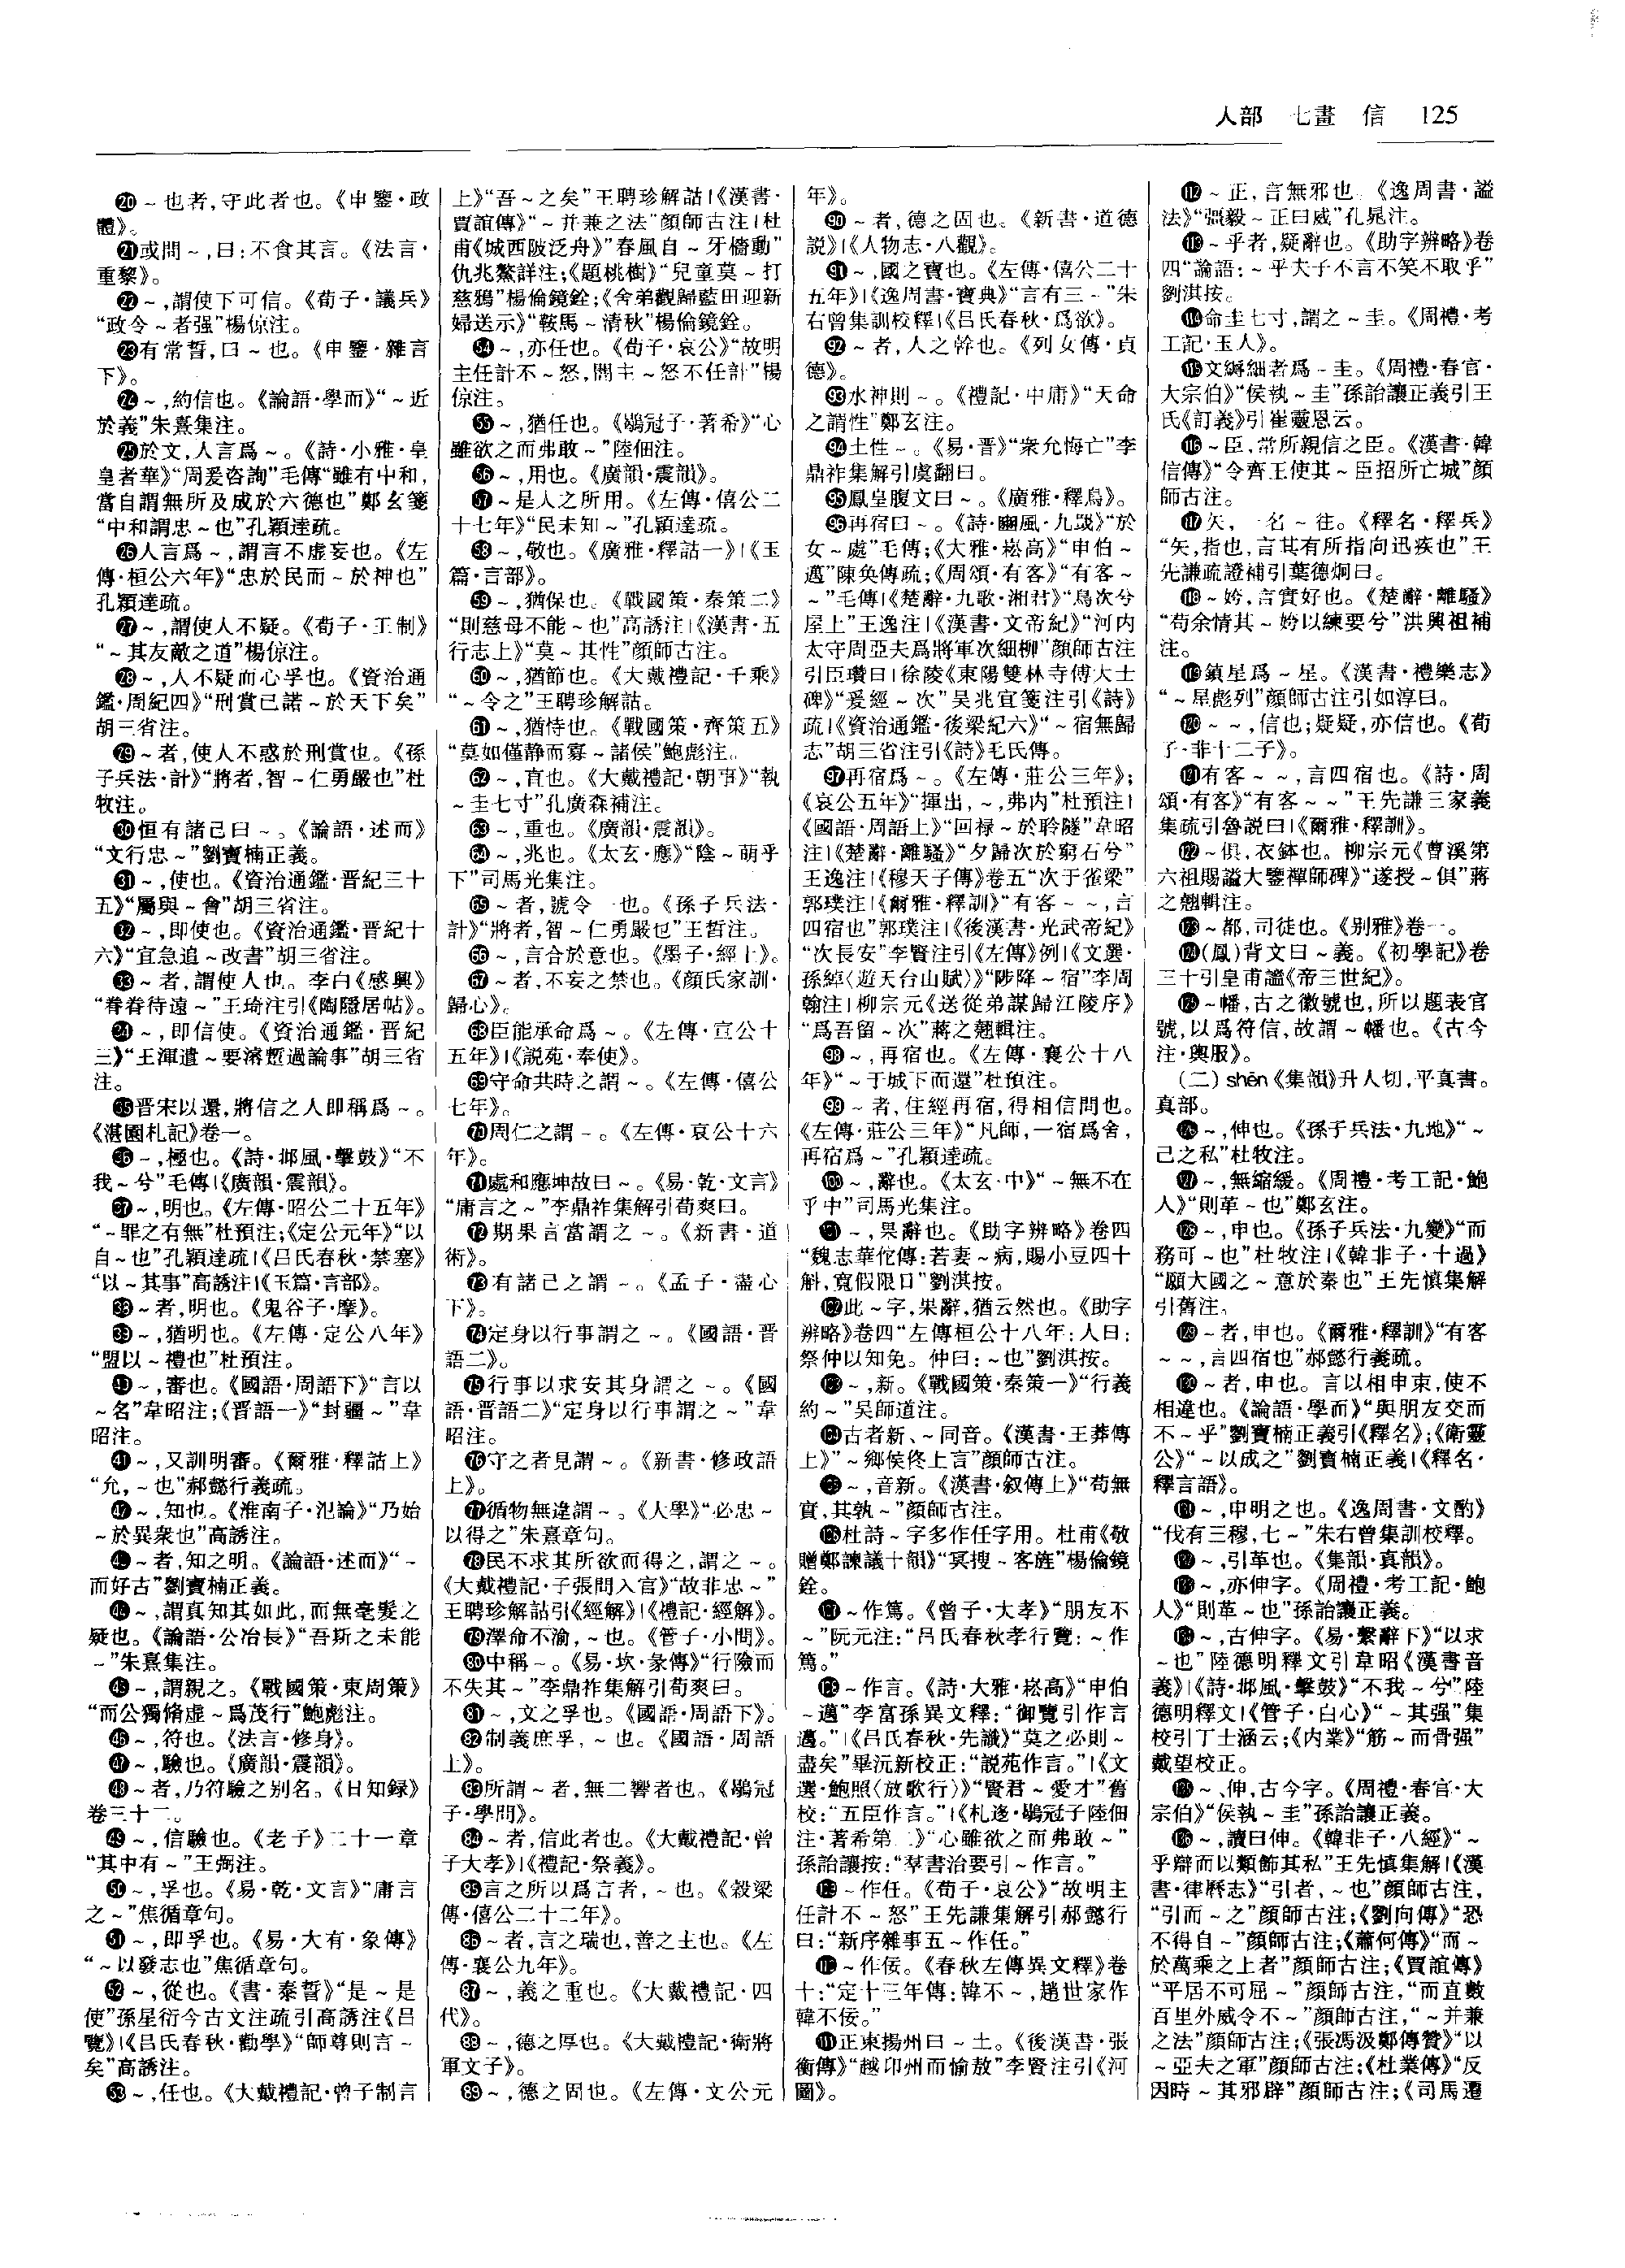 人部　七畫　信　125
⑳～也者,守此者也。《申鑒·政
體》。
㉑或問～,曰:不食其言。《法言·
重黎》。
㉒～,謂使下可信。《荀子·議兵》
“政令～者强”楊倞注。
㉓有常誓,曰～也。《申鑒·雜言
下》。
㉔～,約信也。《論語·學而》“～近
於義”朱熹集注。
㉕於文,人言爲～。《詩·小雅·皇
皇者華》“周爰咨詢”毛傳“雖有中和,
當自謂無所及成於六德也”鄭玄箋
“中和謂忠～也”孔穎達疏。
㉖人言爲～,謂言不虚妄也。《左
傳·桓公六年》“忠於民而～於神也”
孔穎達疏。
㉗～,謂使人不疑。《荀子·王制》
“～其友敵之道”楊倞注。
㉘～,人不疑而心孚也。《資治通
鑑·周紀四》“刑賞已諾～於天下矣”
胡三省注。
㉙～者,使人不惑於刑賞也。《孫
子兵法·計》“將者,智～仁勇嚴也”杜
牧注。
㉚恒有諸己曰～。《論語·述而》
“文行忠～”劉寶楠正義。
㉛～,使也。《資治通鑑·晋紀三十
五》“屬與～會”胡三省注。
㉜～,即使也。《資治通鑑·晋紀十
六》“宜急追～改書”胡三省注。
㉝～者,謂使人也。李白《感興》
“眷眷待遠～”王琦注引《陶隱居帖》。
㉞～,即信使。《資治通鑑·晋紀
三》“王渾遣～要濬蹔過論事”胡三省
注。
㉟晋宋以還,將信之人即稱爲～。
《湛園札記》卷一。
㊱～,極也。《詩·邶風·擊鼓》“不
我～兮”毛傳|《廣韻·震韻》。
㊲～,明也。《左傳·昭公二十五年》
“～罪之有無”杜預注;《定公元年》“以
自～也”孔穎達疏|《吕氏春秋·禁塞》
“以～其事”高誘注|《玉篇·言部》。
㊳～者,明也。《鬼谷子·摩》。
㊴～,猶明也。《左傳·定公八年》
“盟以～禮也”杜預注。
㊵～,審也。《國語·周語下》“言以
～名”韋昭注;《晋語一》“封疆～”韋
昭注。
㊶～,又訓明審。《爾雅·釋詁上》
“允,～也”郝懿行義疏。
㊷～,知也。《淮南子·氾論》“乃始
～於異衆也”高誘注。
㊸～者,知之明。《論語·述而》“～
而好古”劉寶楠正義。
㊹～,謂真知其如此,而無毫髮之
疑也。《論語·公冶長》“吾斯之未能
～”朱熹集注。
㊺～,謂親之。《戰國策·東周策》
“而公獨脩虚～爲茂行”鮑彪注。
㊻～,符也。《法言·修身》。
㊼～,驗也。《廣韻·震韻》。
㊽～者,乃符驗之别名。《日知録》
卷三十二。
㊾～,信驗也。《老子》二十一章
“其中有～”王弼注。
㊿～,孚也。《易·乾·文言》“庸言
之～”焦循章句。
51～,即孚也。《易·大有·象傳》
“～以發志也”焦循章句。
52～,從也。《書·泰誓》“是～是
使”孫星衍今古文注疏引高誘注《吕
覽》|《吕氏春秋·勸學》“師尊則言～
矣”高誘注。
53～,任也。《大戴禮記·曾子制言
上》“吾～之矣”王聘珍解詁|《漢書·
賈誼傳》“～并兼之法”顔師古注|杜
甫《城西陂泛舟》“春風自～牙檣動”
仇兆鰲詳注;《題桃樹》“兒童莫～打
慈鴉”楊倫鏡銓;《舍弟觀歸藍田迎新
婦送示》“鞍馬～清秋”楊倫鏡銓。
54～,亦任也。《荀子·哀公》“故明
主任計不～怒,闇主～怒不任計”楊
倞注。
55～,猶任也。《鶡冠子·著希》“心
雖欲之而弗敢～”陸佃注。
56～,用也。《廣韻·震韻》。
57～是人之所用。《左傳·僖公二
十七年》“民未知～”孔穎達疏。
58～,敬也。《廣雅·釋詁一》|《玉
篇·言部》。
59～,猶保也。《戰國策·秦策二》
“則慈母不能～也”高誘注|《漢書·五
行志上》“莫～其性”顔師古注。
60～,猶節也。《大戴禮記·千乘》
“～令之”王聘珍解詁。
61～,猶恃也。《戰國策·齊策五》
“莫如僅静而寡～諸侯”鮑彪注。
62～,直也。《大戴禮記·朝事》“執
～圭七寸”孔廣森補注。
63～,重也。《廣韻·震韻》。
64～,兆也。《太玄·應》“陰～萌乎
下”司馬光集注。
65～者,號令一也。《孫子兵法·
計》“將者,智～仁勇嚴也”王晳注。
66～,言合於意也。《墨子·經上》。
67～者,不妄之禁也。《顔氏家訓·
歸心》。
68臣能承命爲～。《左傳·宣公十
五年》|《説苑·奉使》。
69守命共時之謂～。《左傳·僖公
七年》。
70周仁之謂～。《左傳·哀公十六
年》。
71處和應坤故曰～。《易·乾·文言》
“庸言之～”李鼎祚集解引荀爽曰。
72期果言當謂之～。《新書·道
術》。
73有諸己之謂～。《孟子·盡心
下》。
74定身以行事謂之～。《國語·晋
語二》。
75行事以求安其身謂之～。《國
語·晋語二》“定身以行事謂之～”韋
昭注。
76守之者見謂～。《新書·修政語
上》。
77循物無違謂～。《大學》“必忠～
以得之”朱熹章句。
78民不求其所欲而得之,謂之～。
《大戴禮記·子張問入官》“故非忠～”
王聘珍解詁引《經解》|《禮記·經解》。
79澤命不渝,～也。《管子·小問》。
80中稱～。《易·坎·彖傳》“行險而
不失其～”李鼎祚集解引荀爽曰。
81～,文之孚也。《國語·周語下》。
82制義庶孚,～也。《國語·周語
上》。
83所謂～者,無二響者也。《鶡冠
子·學問》。
84～者,信此者也。《大戴禮記·曾
子大孝》|《禮記·祭義》。
85言之所以爲言者,～也。《穀梁
傳·僖公二十二年》。
86～者,言之瑞也,善之主也。《左
傳·襄公九年》。
87～,義之重也。《大戴禮記·四
代》。
88～,德之厚也。《大戴禮記·衛將
軍文子》。
89～,德之固也。《左傳·文公元
年》。
90～者,德之固也。《新書·道德
説》|《人物志·八觀》。
91～,國之寶也。《左傳·僖公二十
五年》|《逸周書·寶典》“言有三～”朱
右曾集訓校釋|《吕氏春秋·爲欲》。
92～者,人之幹也。《列女傳·貞
德》。
93水神則～。《禮記·中庸》“天命
之謂性”鄭玄注。
94土性～。《易·晋》“衆允悔亡”李
鼎祚集解引虞翻曰。
95鳳皇腹文曰～。《廣雅·釋鳥》。
96再宿曰～。《詩·豳風·九罭》“於
女～處”毛傳;《大雅·崧高》“申伯～
邁”陳奂傳疏;《周頌·有客》“有客～
～”毛傳|《楚辭·九歌·湘君》“鳥次兮
屋上”王逸注|《漢書·文帝紀》“河内
太守周亞夫爲將軍次細柳”顔師古注
引臣瓚曰|徐陵《東陽雙林寺傅大士
碑》“爰經～次”吴兆宜箋注引《詩》
疏|《資治通鑑·後梁紀六》“～宿無歸
志”胡三省注引《詩》毛氏傳。
97再宿爲～。《左傳·莊公三年》;
《哀公五年》“揮出,～,弗内”杜預注|
《國語·周語上》“回禄～於聆隧”韋昭
注|《楚辭·離騷》“夕歸次於窮石兮”
王逸注|《穆天子傳》卷五“次于雀梁”
郭璞注|《爾雅·釋訓》“有客～～,言
四宿也”郭璞注|《後漢書·光武帝紀》
“次長安”李賢注引《左傳》例|《文選·
孫綽〈遊天台山賦〉》“陟降～宿”李周
翰注|柳宗元《送從弟謀歸江陵序》
“爲吾留～次”蔣之翹輯注。
98～,再宿也。《左傳·襄公十八
年》“～于城下而還”杜預注。
99～者,住經再宿,得相信問也。
《左傳·莊公三年》“凡師,一宿爲舍,
再宿爲～”孔穎達疏。
100～,辭也。《太玄·中》“～無不在
乎中”司馬光集注。
101～,果辭也。《助字辨略》卷四
“魏志華佗傳:若妻～病,賜小豆四十
斛,寬假限日”劉淇按。
102此～字,果辭,猶云然也。《助字
辨略》卷四“左傳桓公十八年:人曰:
祭仲以知免。仲曰:～也”劉淇按。
103～,新。《戰國策·秦策一》“行義
約～”吴師道注。
104古者新、～同音。《漢書·王莽傳
上》“～鄉侯佟上言”顔師古注。
105～,音新。《漢書·叙傳上》“苟無
實,其孰～”顔師古注。
106杜詩～字多作任字用。杜甫《敬
贈鄭諫議十韻》“冥搜～客旌”楊倫鏡
銓。
107～作篤。《曾子·大孝》“朋友不
～”阮元注:“吕氏春秋孝行覽:～作
篤。”
108～作言。《詩·大雅·崧高》“申伯
～邁”李富孫異文釋:“御覽引作言
邁。”|《吕氏春秋·先識》“莫之必則～
盡矣”畢沅新校正:“説苑作言。”|《文
選·鮑照〈放歌行〉》“賢君～愛才”舊
校:“五臣作言。”|《札迻·鶡冠子陸佃
注·著希第二》“心雖欲之而弗敢～”
孫詒讓按:“羣書治要引～作言。”
109～作任。《荀子·哀公》“故明主
任計不～怒”王先謙集解引郝懿行
曰:“新序雜事五～作任。”
110～作佞。《春秋左傳異文釋》卷
十:“定十三年傳:韓不～,趙世家作
韓不佞。”
111正東揚州曰～土。《後漢書·張
衡傳》“越卭州而愉敖”李賢注引《河
圖》。
112～正,言無邪也。《逸周書·謚
法》“彊毅～正曰威”孔晁注。
113～乎者,疑辭也。《助字辨略》卷
四“論語:～乎夫子不言不笑不取乎”
劉淇按。
114命圭七寸,謂之～圭。《周禮·考
工記·玉人》。
115文縟細者爲～圭。《周禮·春官·
大宗伯》“侯執～圭”孫詒讓正義引王
氏《訂義》引崔靈恩云。
116～臣,常所親信之臣。《漢書·韓
信傳》“令齊王使其～臣招所亡城”顔
師古注。
117矢,一名～往。《釋名·釋兵》
“矢,指也,言其有所指向迅疾也”王
先謙疏證補引葉德炯曰。
118～姱,言實好也。《楚辭·離騷》
“苟余情其～姱以練要兮”洪興祖補
注。
119鎮星爲～星。《漢書·禮樂志》
“～星彪列”顔師古注引如淳曰。
120～～,信也;疑疑,亦信也。《荀
子·非十二子》。
121有客～～,言四宿也。《詩·周
頌·有客》“有客～～”王先謙三家義
集疏引魯説曰|《爾雅·釋訓》。
122～俱,衣鉢也。柳宗元《曹溪第
六祖賜謚大鑒禪師碑》“遂授～俱”蔣
之翹輯注。
123～都,司徒也。《别雅》卷一。
124(鳳)背文曰～義。《初學記》卷
三十引皇甫謐《帝王世紀》。
125～幡,古之徽號也,所以題表官
號,以爲符信,故謂～幡也。《古今
注·輿服》。
(二) shēn《集韻》升人切,平真書。
真部。
126～,伸也。《孫子兵法·九地》“～
己之私”杜牧注。
127～,無縮緩。《周禮·考工記·鮑
人》“則革～也”鄭玄注。
128～,申也。《孫子兵法·九變》“而
務可～也”杜牧注|《韓非子·十過》
“願大國之～意於秦也”王先慎集解
引舊注。
129～者,申也。《爾雅·釋訓》“有客
～～,言四宿也”郝懿行義疏。
130～者,申也。言以相申束,使不
相違也。《論語·學而》“與朋友交而
不～乎”劉寶楠正義引《釋名》;《衛靈
公》“～以成之”劉寶楠正義|《釋名·
釋言語》。
131～,申明之也。《逸周書·文酌》
“伐有三穆,七～”朱右曾集訓校釋。
132～,引革也。《集韻·真韻》。
133～,亦伸字。《周禮·考工記·鮑
人》“則革～也”孫詒讓正義。
134～,古伸字。《易·繫辭下》“以求
～也”陸德明釋文引韋昭《漢書音
義》|《詩·邶風·擊鼓》“不我～兮”陸
德明釋文|《管子·白心》“～其强”集
校引丁士涵云;《内業》“筋～而骨强”
戴望校正。
135～、伸,古今字。《周禮·春官·大
宗伯》“侯執～圭”孫詒讓正義。
136～,讀曰伸。《韓非子·八經》“～
乎辯而以類飾其私”王先慎集解|《漢
書·律曆志》“引者,～也”顔師古注,
“引而～之”顔師古注;《劉向傳》“恐
不得自～”顔師古注;《蕭何傳》“而～
於萬乘之上者”顔師古注;《賈誼傳》
“平居不可屈～”顔師古注,“而直數
百里外威令不～”顔師古注,“～并兼
之法”顔師古注;《張馮汲鄭傳贊》“以
～亞夫之軍”顔師古注;《杜業傳》“反
因時～其邪辟”顔師古注;《司馬遷